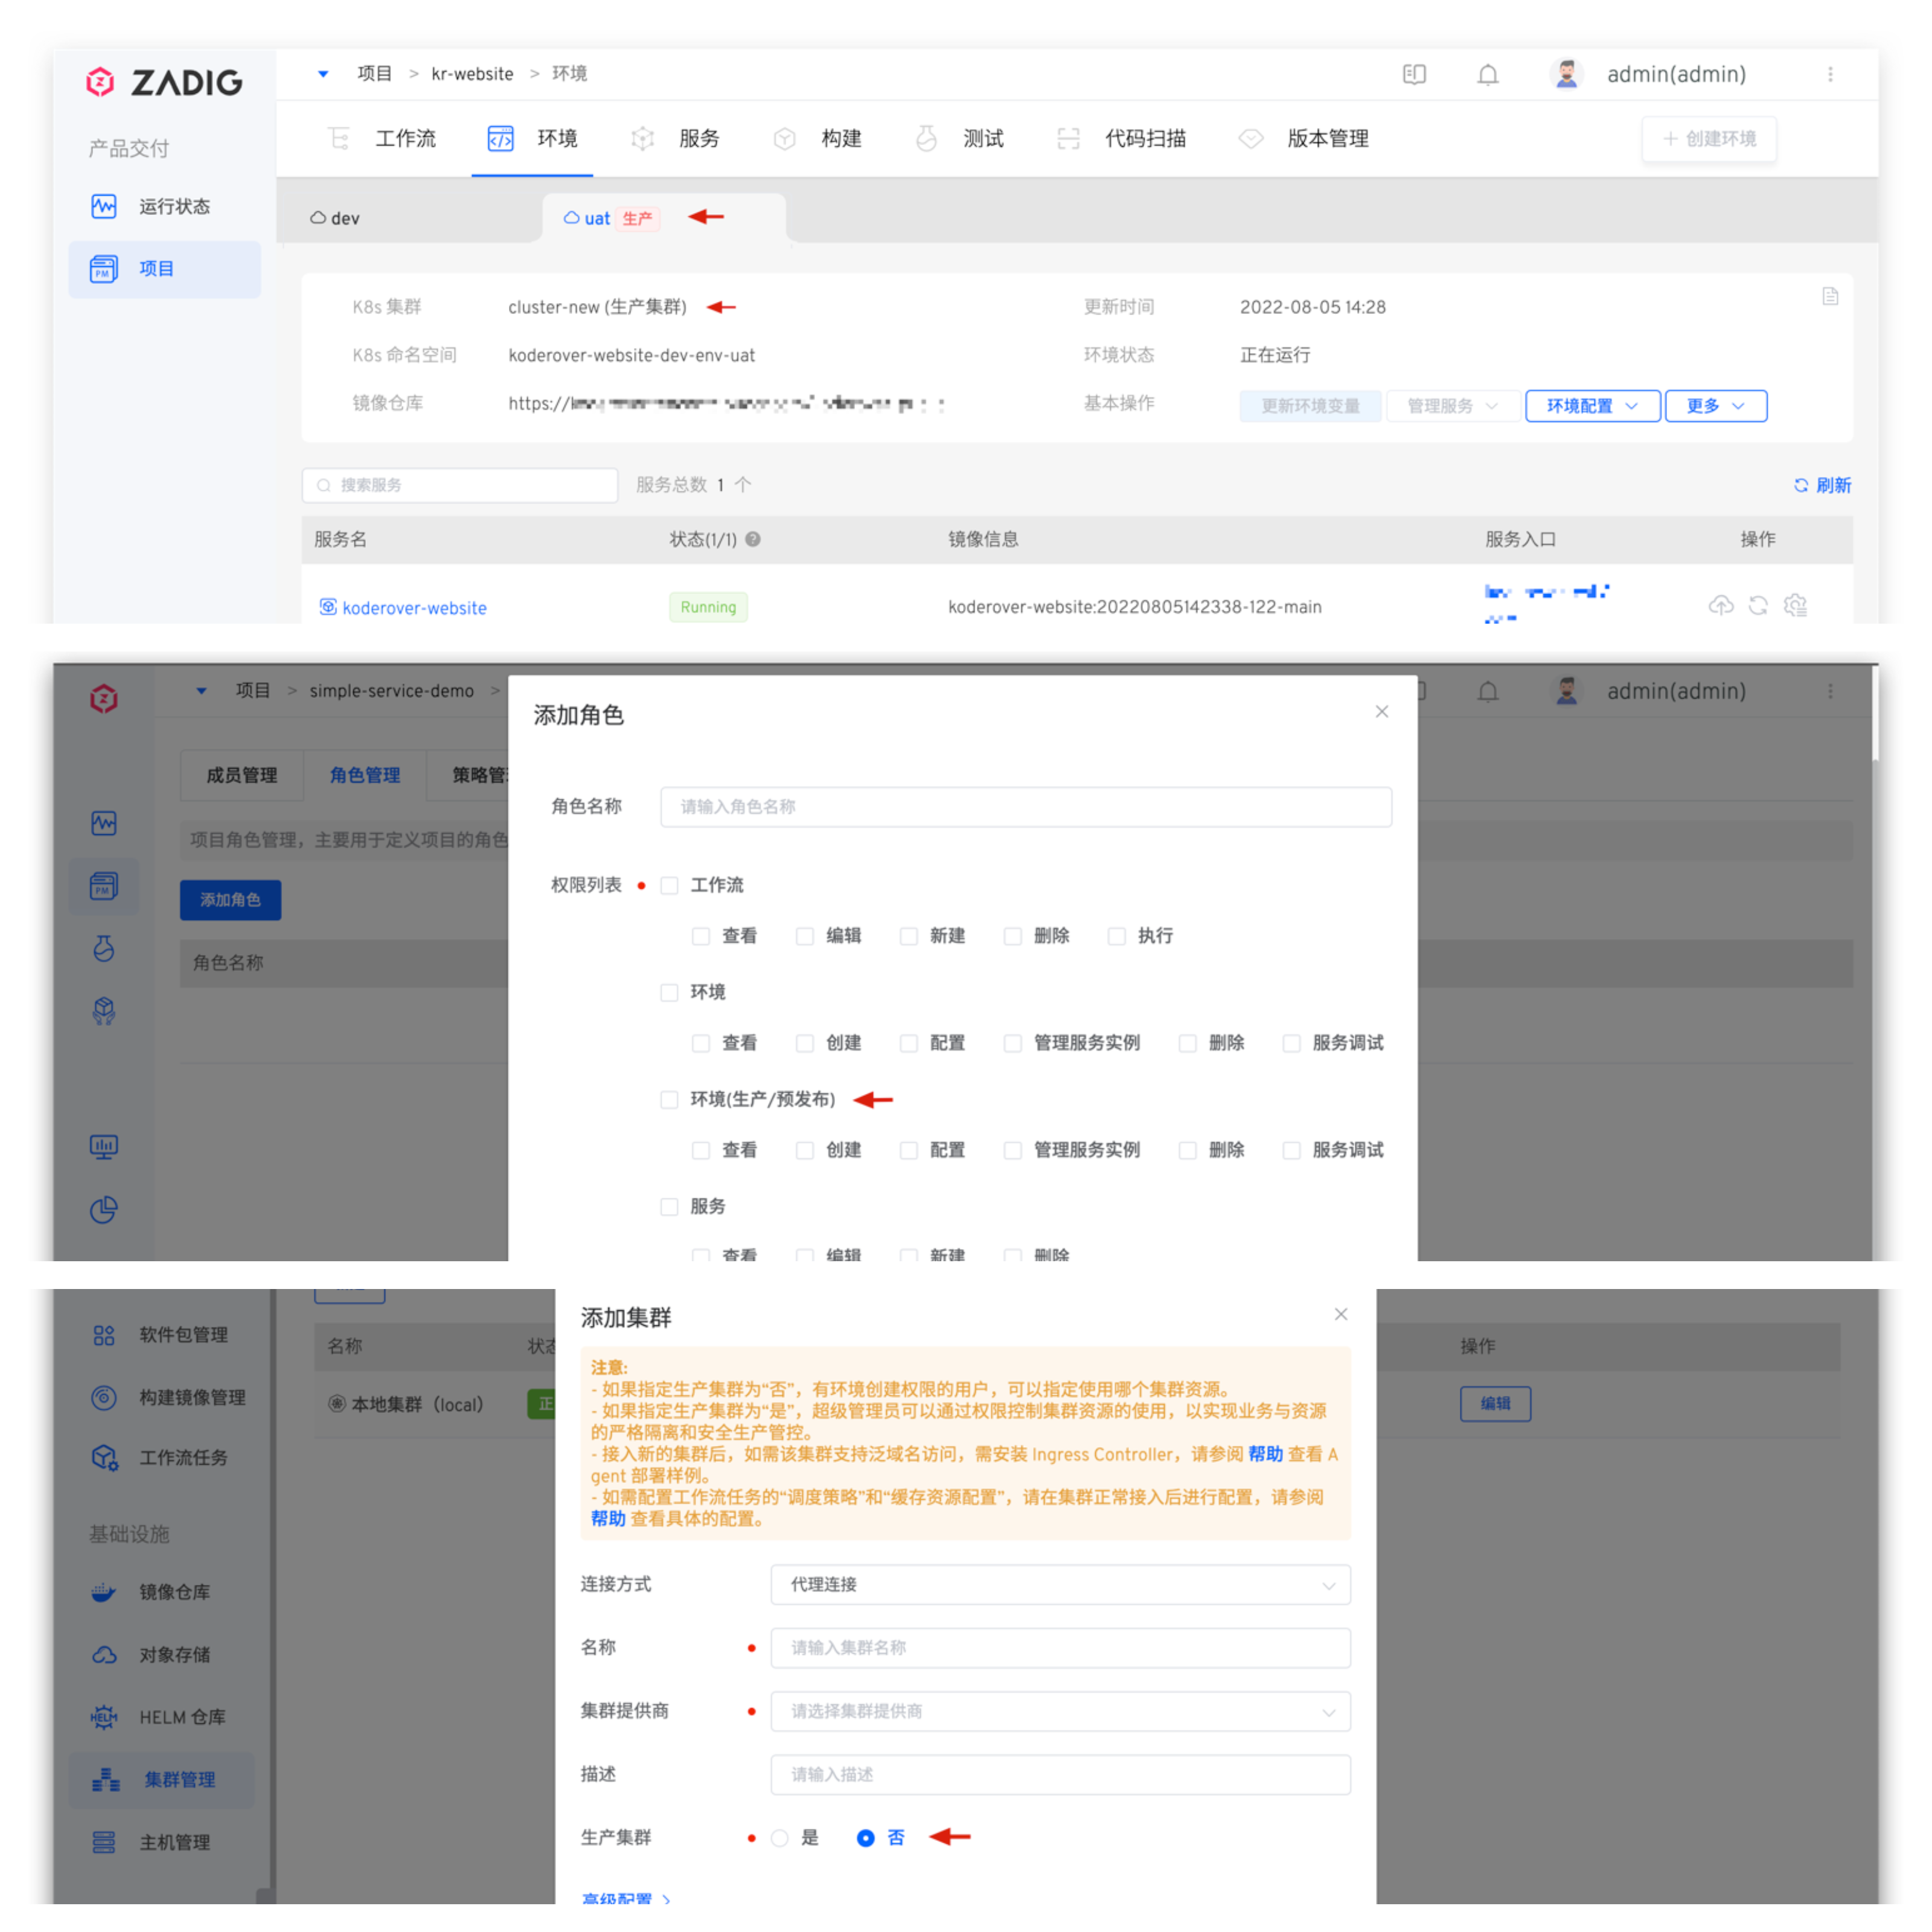 ZADIG
项目 > kr-website > 环境
admin(admin)
产品交付
运行状态
项目
工作流 环境 服务 构建 测试 代码扫描 版本管理
+ 创建环境
dev
uat 生产
K8s 集群 cluster-new (生产集群)
更新时间 2022-08-05 14:28
K8s 命名空间 koderover-website-dev-env-uat
环境状态 正在运行
镜像仓库 https://
基本操作 更新环境变量 管理服务 环境配置 更多
搜索服务 服务总数 1 个
刷新
服务名 状态(1/1) 镜像信息 服务入口 操作
koderover-website Running koderover-website:20220805142338-122-main
项目 > simple-service-demo >
admin(admin)
成员管理 角色管理 策略管
项目角色管理，主要用于定义项目的角色
添加角色
角色名称
添加角色
角色名称 请输入角色名称
权限列表 工作流
查看 编辑 新建 删除 执行
环境
查看 创建 配置 管理服务实例 删除 服务调试
环境(生产/预发布)
查看 创建 配置 管理服务实例 删除 服务调试
服务
查看 编辑 新建 删除
软件包管理
构建镜像管理
工作流任务
基础设施
镜像仓库
对象存储
HELM 仓库
集群管理
主机管理
名称 状态 操作
本地集群（local） 正 编辑
添加集群
注意:
- 如果指定生产集群为“否”，有环境创建权限的用户，可以指定使用哪个集群资源。
- 如果指定生产集群为“是”，超级管理员可以通过权限控制集群资源的使用，以实现业务与资源
的严格隔离和安全生产管控。
- 接入新的集群后，如需该集群支持泛域名访问，需安装 Ingress Controller，请参阅 帮助 查看 A
gent 部署样例。
- 如需配置工作流任务的“调度策略”和“缓存资源配置”，请在集群正常接入后进行配置，请参阅
帮助 查看具体的配置。
连接方式 代理连接
名称 请输入集群名称
集群提供商 请选择集群提供商
描述 请输入描述
生产集群 是 否
高级配置 >